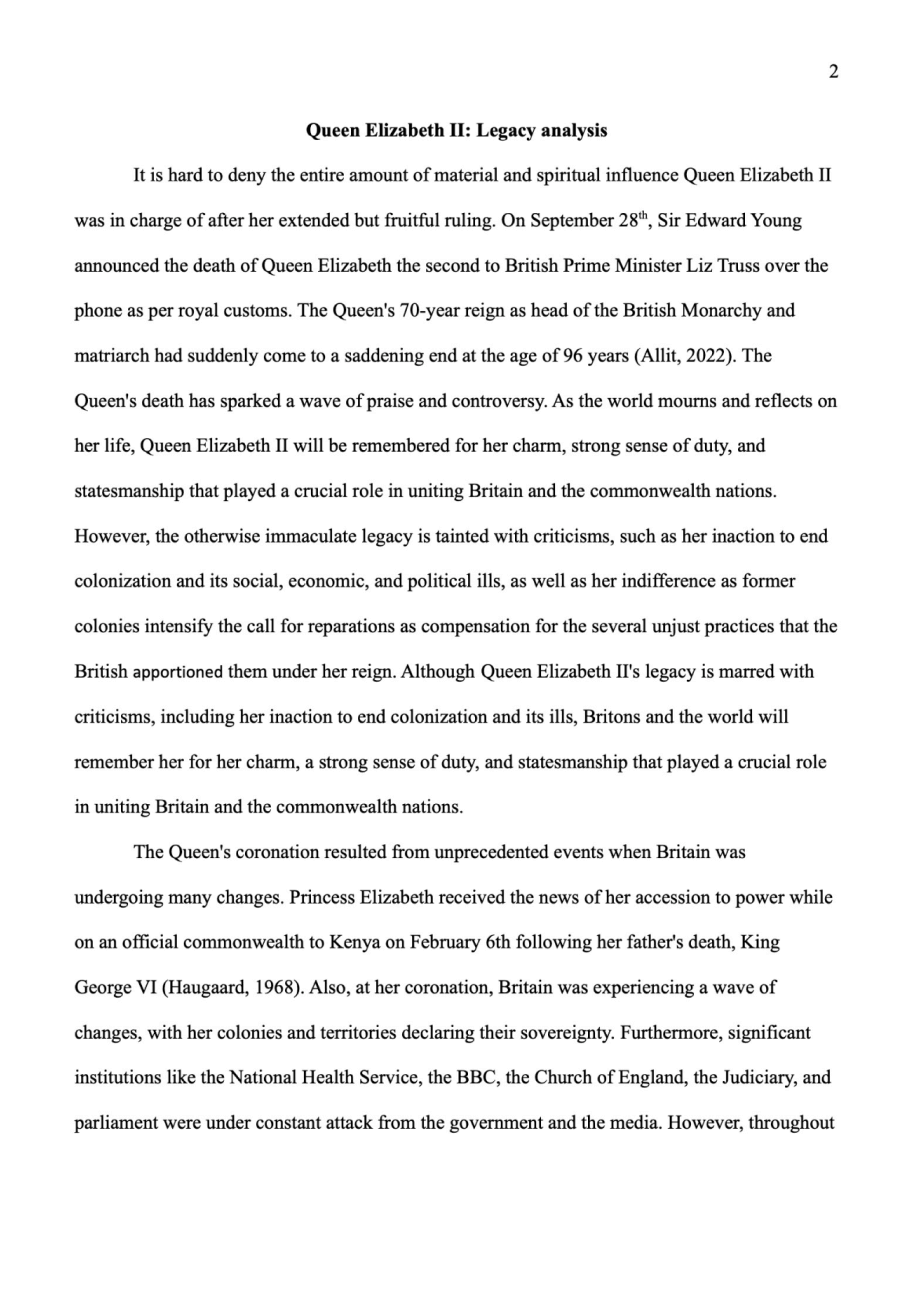 2
Queen Elizabeth II: Legacy analysis
It is hard to deny the entire amount of material and spiritual influence Queen Elizabeth II
was in charge of after her extended but fruitful ruling. On September 28th, Sir Edward Young
announced the death of Queen Elizabeth the second to British Prime Minister Liz Truss over the
phone as per royal customs. The Queen's 70-year reign as head of the British Monarchy and
matriarch had suddenly come to a saddening end at the age of 96 years (Allit, 2022). The
Queen's death has sparked a wave of praise and controversy. As the world mourns and reflects on
her life, Queen Elizabeth II will be remembered for her charm, strong sense of duty, and
statesmanship that played a crucial role in uniting Britain and the commonwealth nations.
However, the otherwise immaculate legacy is tainted with criticisms, such as her inaction to end
colonization and its social, economic, and political ills, as well as her indifference as former
colonies intensify the call for reparations as compensation for the several unjust practices that the
British apportioned them under her reign. Although Queen Elizabeth II's legacy is marred with
criticisms, including her inaction to end colonization and its ills, Britons and the world will
remember her for her charm, a strong sense of duty, and statesmanship that played a crucial role
in uniting Britain and the commonwealth nations.
The Queen's coronation resulted from unprecedented events when Britain was
undergoing many changes. Princess Elizabeth received the news of her accession to power while
on an official commonwealth to Kenya on February 6th following her father's death, King
George VI (Haugaard, 1968). Also, at her coronation, Britain was experiencing a wave of
changes, with her colonies and territories declaring their sovereignty. Furthermore, significant
institutions like the National Health Service, the BBC, the Church of England, the Judiciary, and
parliament were under constant attack from the government and the media. However, throughout